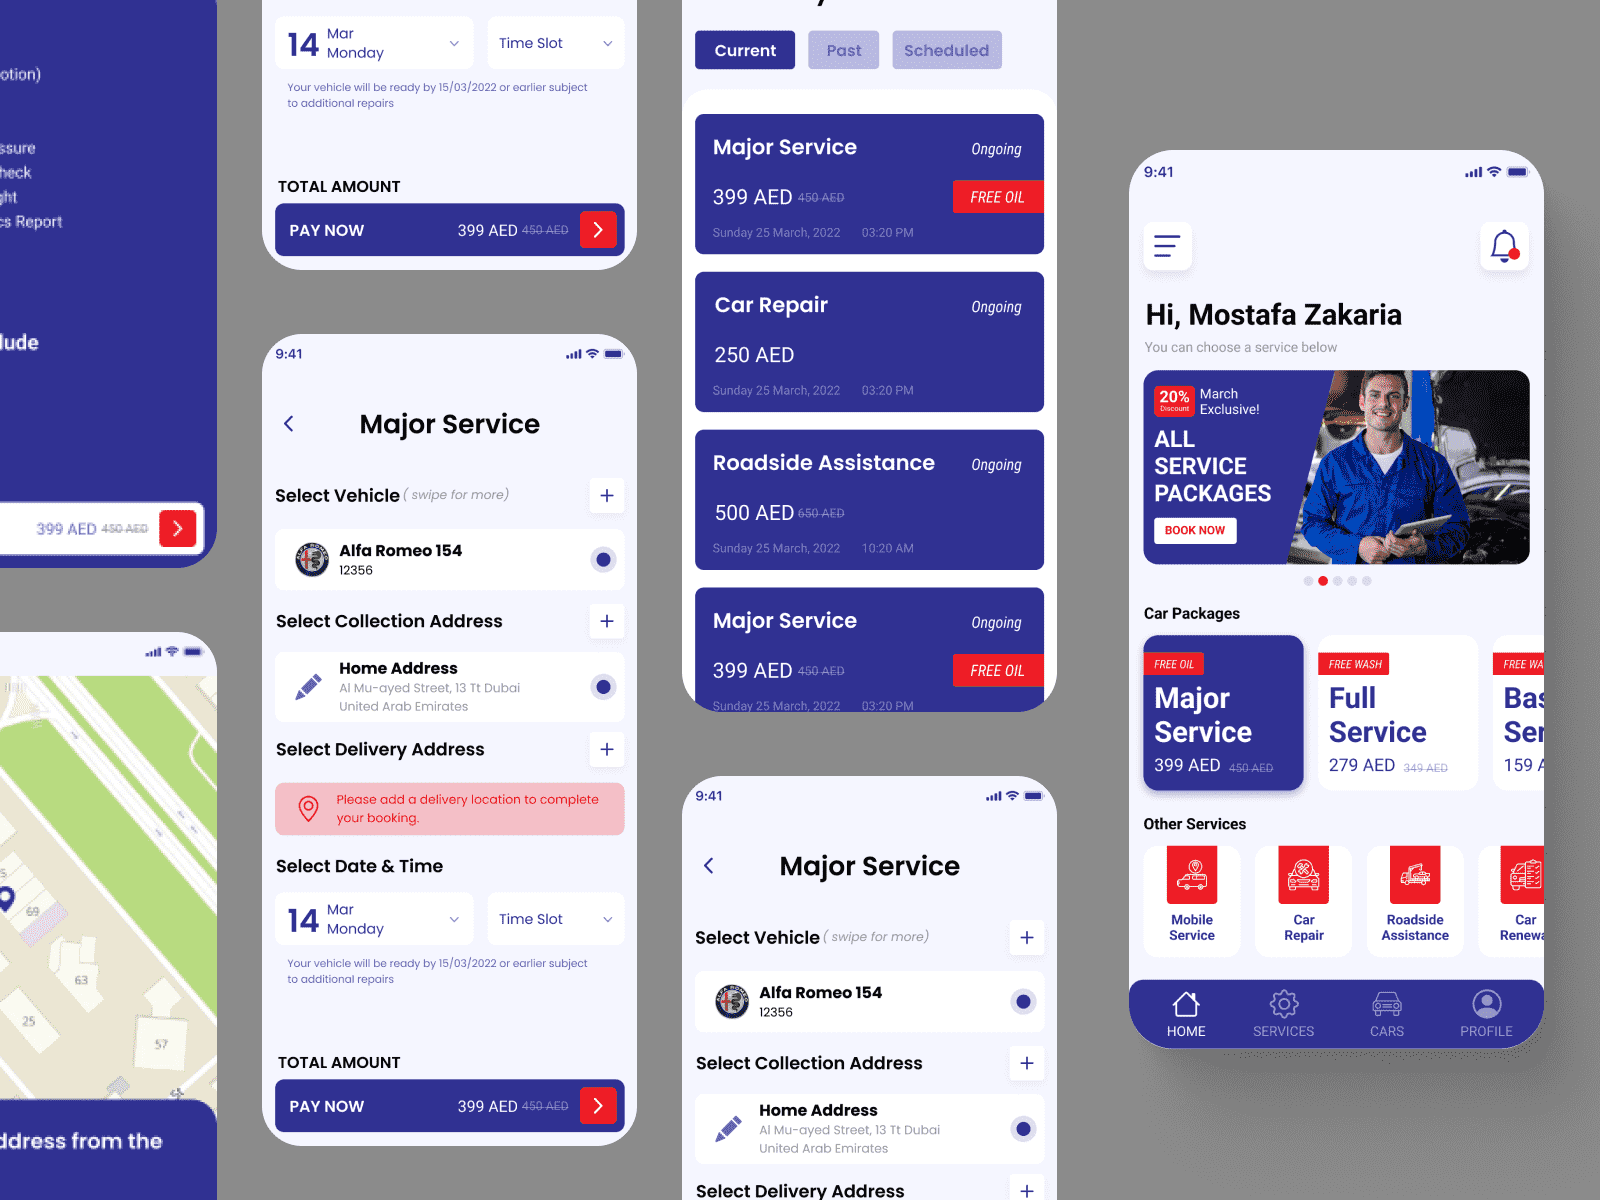 otion)
ssure
heck
ght
cs Report
lude
399 AED 450 AED
69
63
25
57
ddress from the
14 Mar
Monday
Time Slot
Your vehicle will be ready by 15/03/2022 or earlier subject
to additional repairs
TOTAL AMOUNT
PAY NOW 399 AED 450 AED
9:41
Major Service
Select Vehicle ( swipe for more)
Alfa Romeo 154
12356
Select Collection Address
Home Address
Al Mu-ayed Street, 13 Tt Dubai
United Arab Emirates
Select Delivery Address
Please add a delivery location to complete
your booking.
Select Date & Time
14 Mar
Monday
Time Slot
Your vehicle will be ready by 15/03/2022 or earlier subject
to additional repairs
TOTAL AMOUNT
PAY NOW 399 AED 450 AED
Current Past Scheduled
Major Service Ongoing
399 AED 450 AED FREE OIL
Sunday 25 March, 2022 03:20 PM
Car Repair Ongoing
250 AED
Sunday 25 March, 2022 03:20 PM
Roadside Assistance Ongoing
500 AED 650 AED
Sunday 25 March, 2022 10:20 AM
Major Service Ongoing
399 AED 450 AED FREE OIL
Sunday 25 March, 2022 03:20 PM
9:41
Major Service
Select Vehicle ( swipe for more)
Alfa Romeo 154
12356
Select Collection Address
Home Address
Al Mu-ayed Street, 13 Tt Dubai
United Arab Emirates
Select Delivery Address
9:41
Hi, Mostafa Zakaria
You can choose a service below
20% Discount
March
Exclusive!
ALL
SERVICE
PACKAGES
BOOK NOW
Car Packages
FREE OIL
Major
Service
399 AED 450 AED
FREE WASH
Full
Service
279 AED 349 AED
FREE WA
Bas
Ser
159 A
Other Services
Mobile
Service
Car
Repair
Roadside
Assistance
Car
Renewa
HOME SERVICES CARS PROFILE